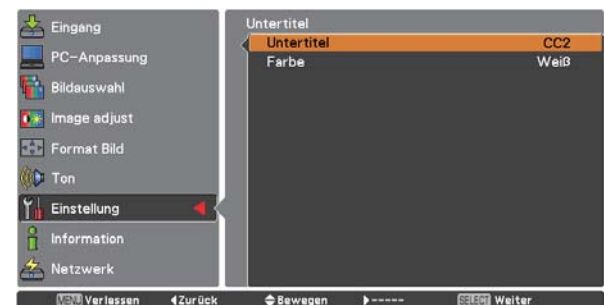 Eingang
PC-Anpassung
Bildauswahl
Image adjust
Format Bild
Ton
Einstellung
Information
Netzwerk
Untertitel
Untertitel CC2
Farbe Weiß
MENU Verlassen Zurück Bewegen ----- SELECT Weiter